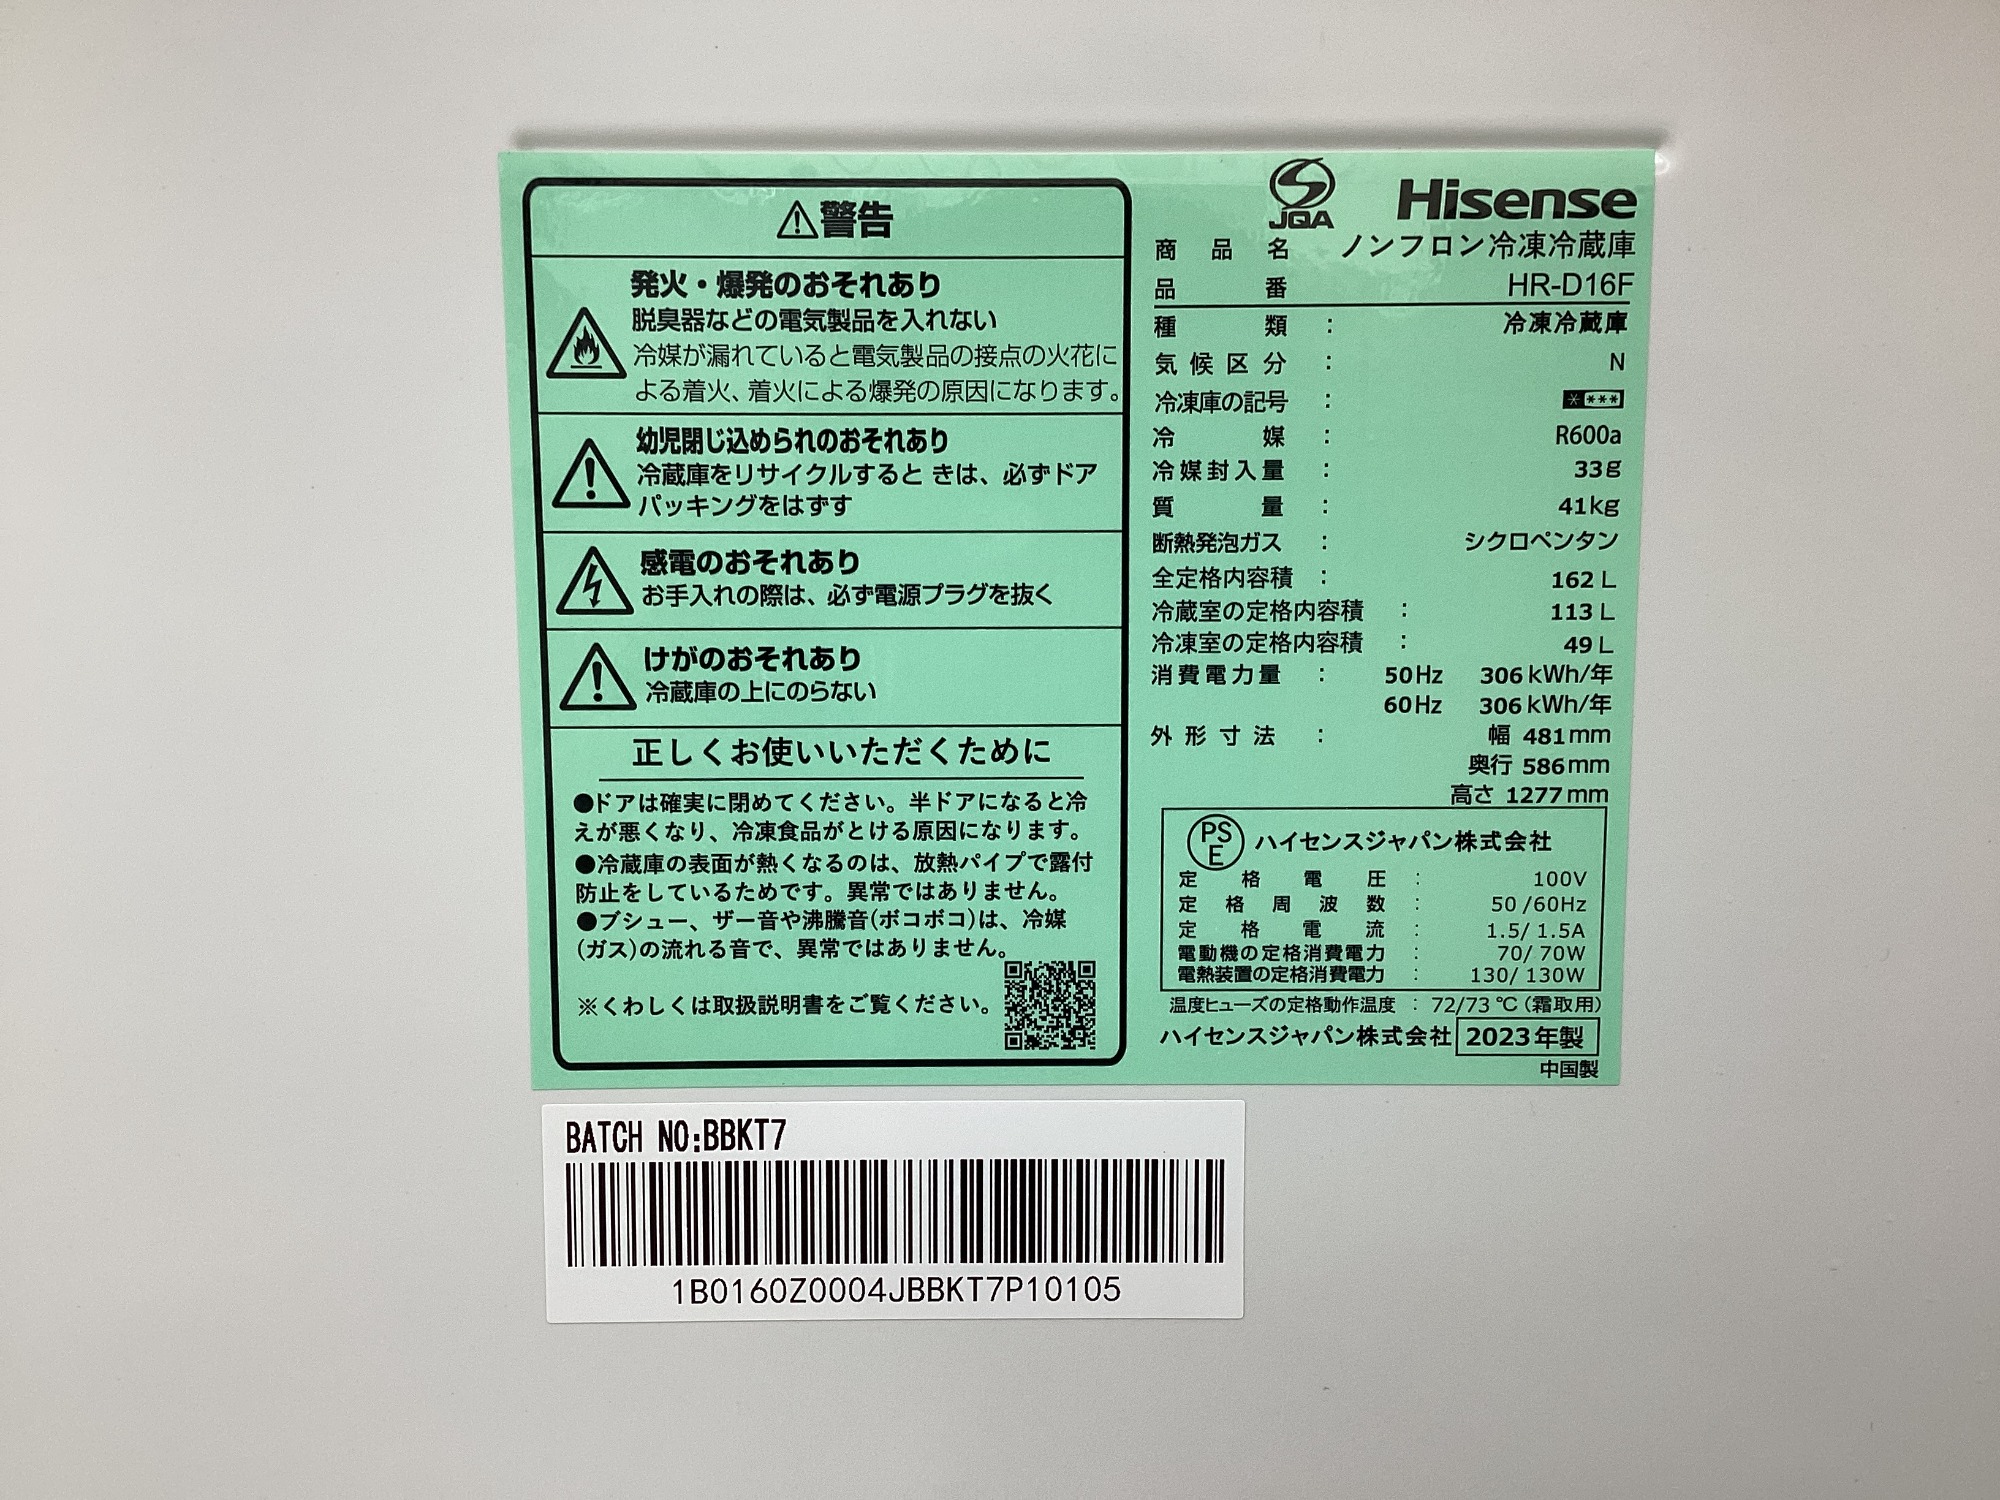 ⚠警告
発火・爆発のおそれあり
脱臭器などの電気製品を入れない
冷媒が漏れていると電気製品の接点の火花に
よる着火、着火による爆発の原因になります。
幼児閉じ込められのおそれあり
冷蔵庫をリサイクルすると きは、必ずドア
パッキングをはずす
感電のおそれあり
お手入れの際は、必ず電源プラグを抜く
けがのおそれあり
冷蔵庫の上にのらない
正しくお使いいただくために
●ドアは確実に閉めてください。半ドアになると冷
えが悪くなり、冷凍食品がとける原因になります。
●冷蔵庫の表面が熱くなるのは、放熱パイプで露付
防止をしているためです。異常ではありません。
●ブシュー、ザー音や沸騰音(ボコボコ)は、冷媒
(ガス)の流れる音で、異常ではありません。
※くわしくは取扱説明書をご覧ください。
JQA
Hisense
商品名 ノンフロン冷凍冷蔵庫
品番 HR-D16F
種類 : 冷凍冷蔵庫
気候区分 : N
冷凍庫の記号 : ****
冷媒 : R600a
冷媒封入量 : 33g
質量 : 41kg
断熱発泡ガス : シクロペンタン
全定格内容積 : 162 L
冷蔵室の定格内容積 : 113 L
冷凍室の定格内容積 : 49 L
消費電力量 : 50Hz 306 kWh/年
60Hz 306 kWh/年
外形寸法 : 幅 481mm
奥行 586mm
高さ 1277mm
PSE ハイセンスジャパン株式会社
定格電圧 : 100V
定格周波数 : 50/60Hz
定格電流 : 1.5/ 1.5A
電動機の定格消費電力 : 70/ 70W
電熱装置の定格消費電力 : 130/ 130W
温度ヒューズの定格動作温度 : 72/73℃(霜取用)
ハイセンスジャパン株式会社 2023年製
中国製
BATCH NO:BBKT7
1B0160Z0004JBBKT7P10105